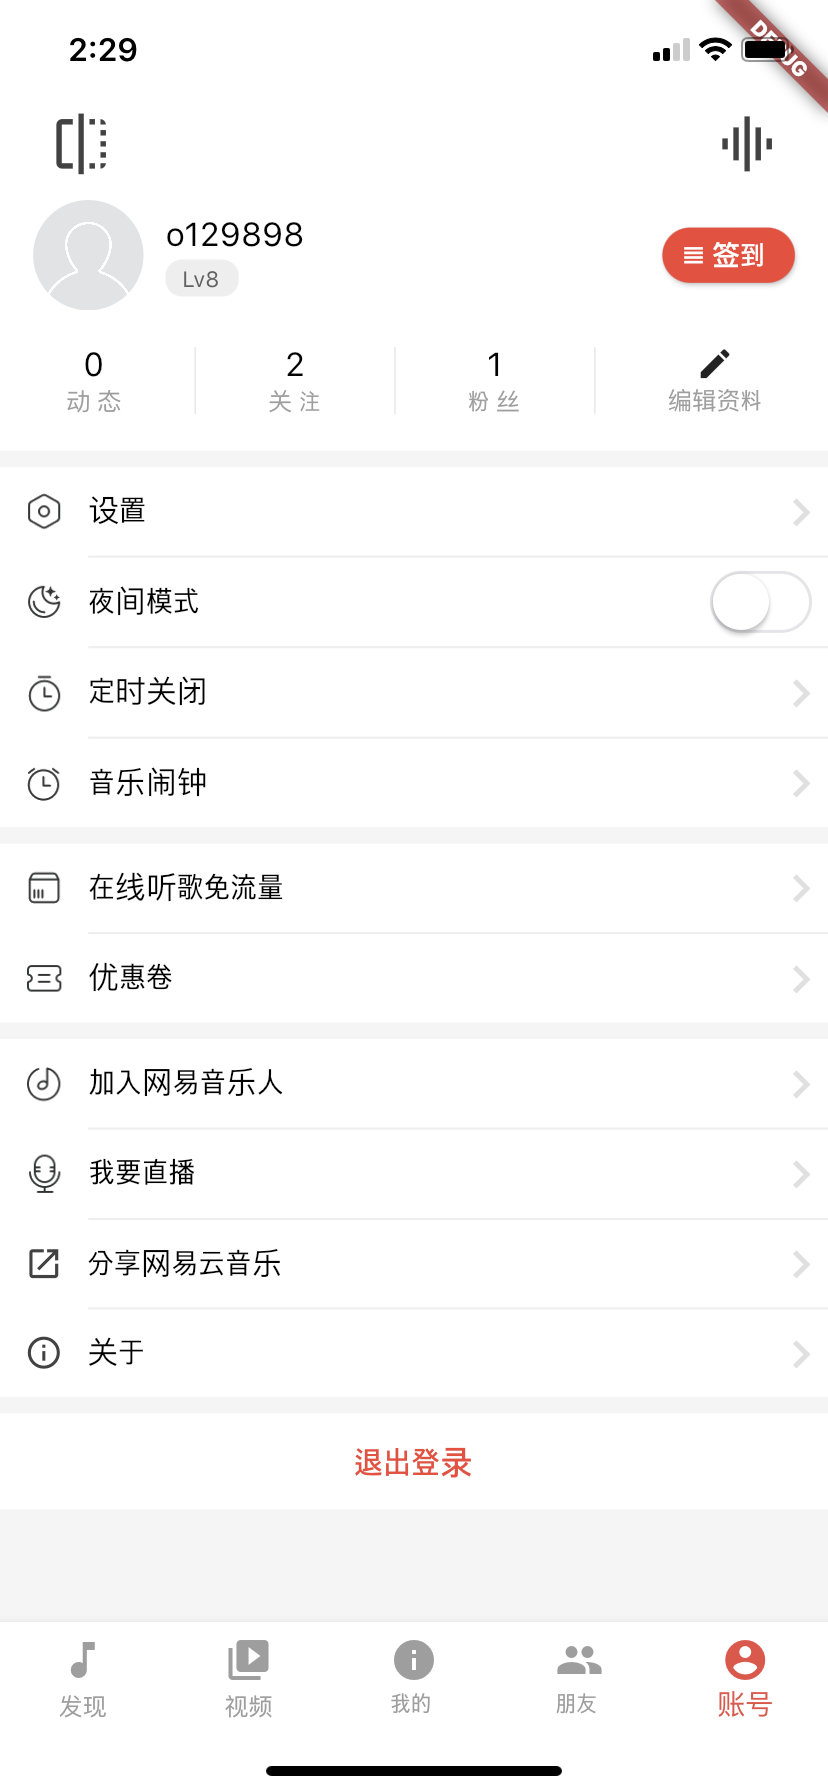 2:29
DEBUG
o129898
Lv8
签到
0 2 1
动态 关注 粉丝 编辑资料
设置
夜间模式
定时关闭
音乐闹钟
在线听歌免流量
优惠卷
加入网易音乐人
我要直播
分享网易云音乐
关于
退出登录
发现 视频 我的 朋友 账号